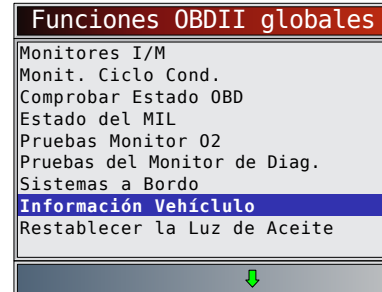 Funciones OBDII globales
Monitores I/M
Monit. Ciclo Cond.
Comprobar Estado OBD
Estado del MIL
Pruebas Monitor O2
Pruebas del Monitor de Diag.
Sistemas a Bordo
Información Vehíclulo
Restablecer la Luz de Aceite